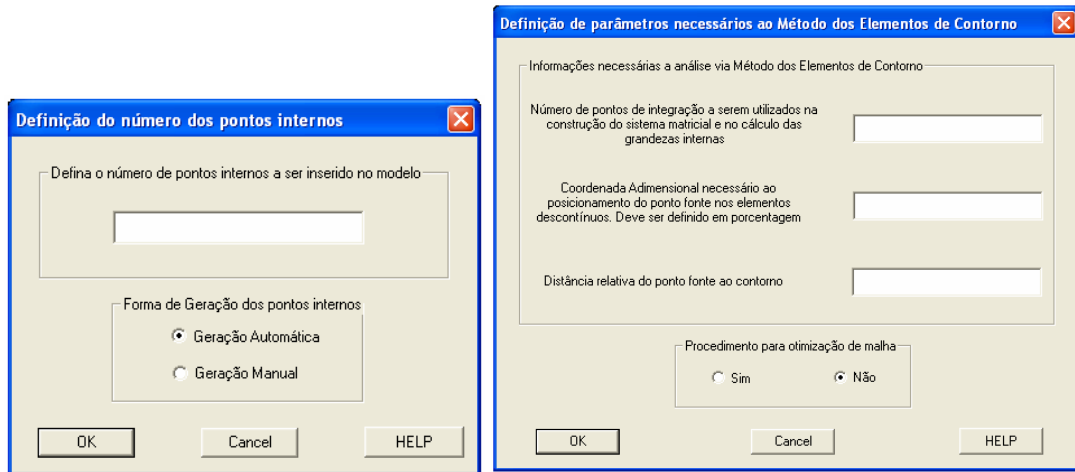 Definição do número dos pontos internos
Defina o número de pontos internos a ser inserido no modelo
Forma de Geração dos pontos internos
Geração Automática
Geração Manual
OK
Cancel
HELP
Definição de parâmetros necessários ao Método dos Elementos de Contorno
Informações necessárias a análise via Método dos Elementos de Contorno
Número de pontos de integração a serem utilizados na
construção do sistema matricial e no cálculo das
grandezas internas
Coordenada Adimensional necessário ao
posicionamento do ponto fonte nos elementos
descontínuos. Deve ser definido em porcentagem
Distância relativa do ponto fonte ao contorno
Procedimento para otimização de malha
Sim
Não
OK
Cancel
HELP